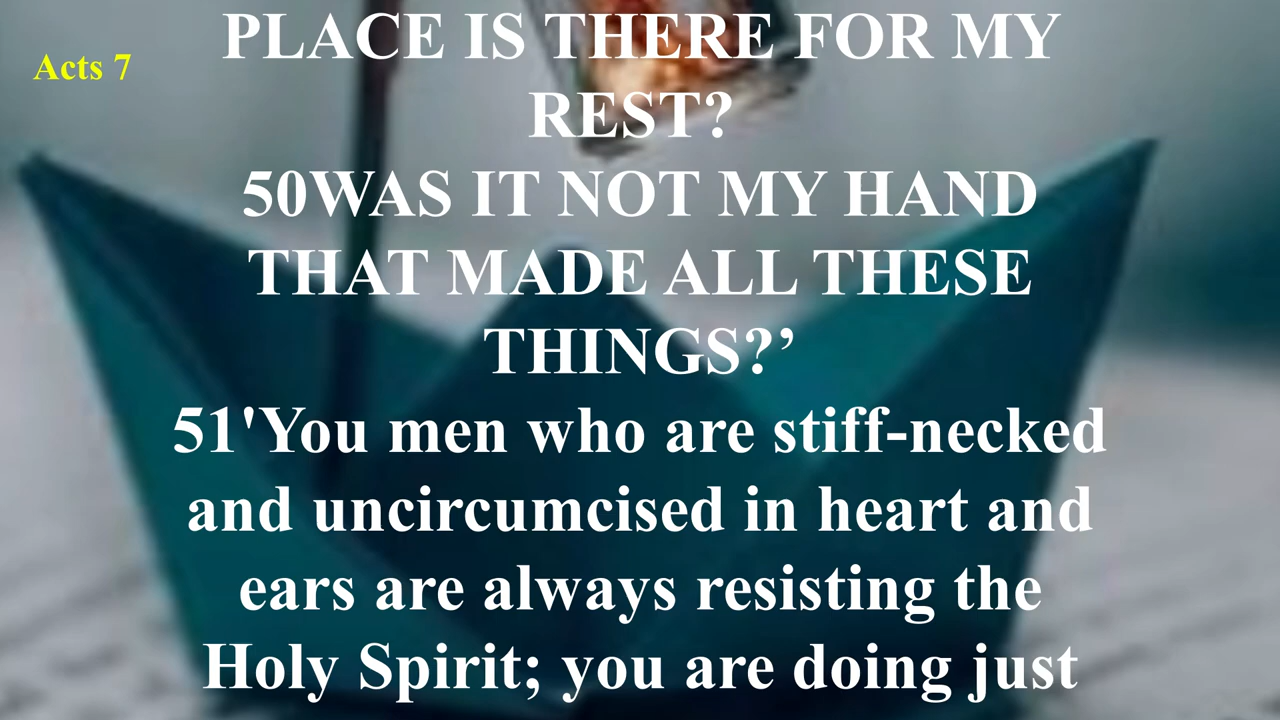 Acts 7
PLACE IS THERE FOR MY
REST?
50WAS IT NOT MY HAND
THAT MADE ALL THESE
THINGS?’
51'You men who are stiff-necked
and uncircumcised in heart and
ears are always resisting the
Holy Spirit; you are doing just